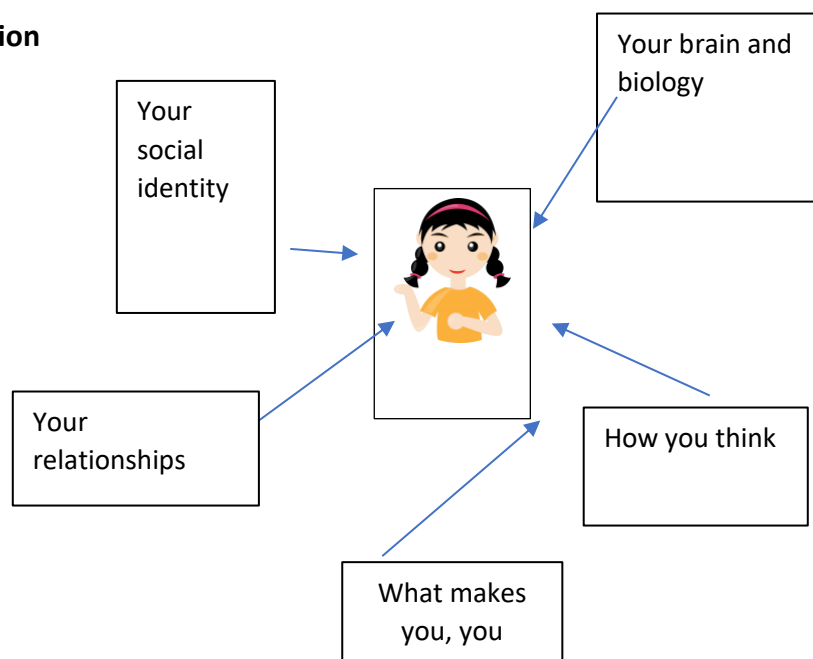 ion
Your brain and
biology
Your
social
identity
Your
relationships
How you think
What makes
you, you